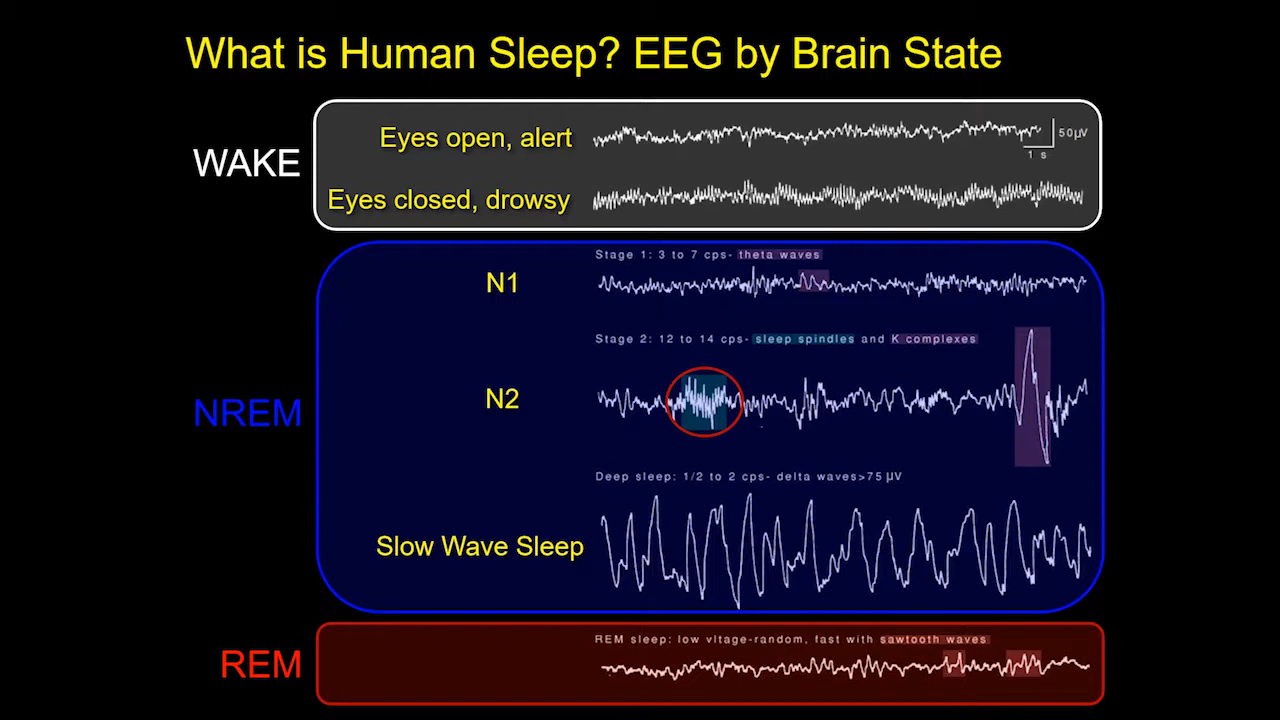 What is Human Sleep? EEG by Brain State
WAKE
Eyes open, alert
50µV
1 s
Eyes closed, drowsy
NREM
Stage 1: 3 to 7 cps- theta waves
N1
Stage 2: 12 to 14 cps- sleep spindles and K complexes
N2
Deep sleep: 1/2 to 2 cps- delta waves>75 µV
Slow Wave Sleep
REM
REM sleep: low vltage-random, fast with sawtooth waves